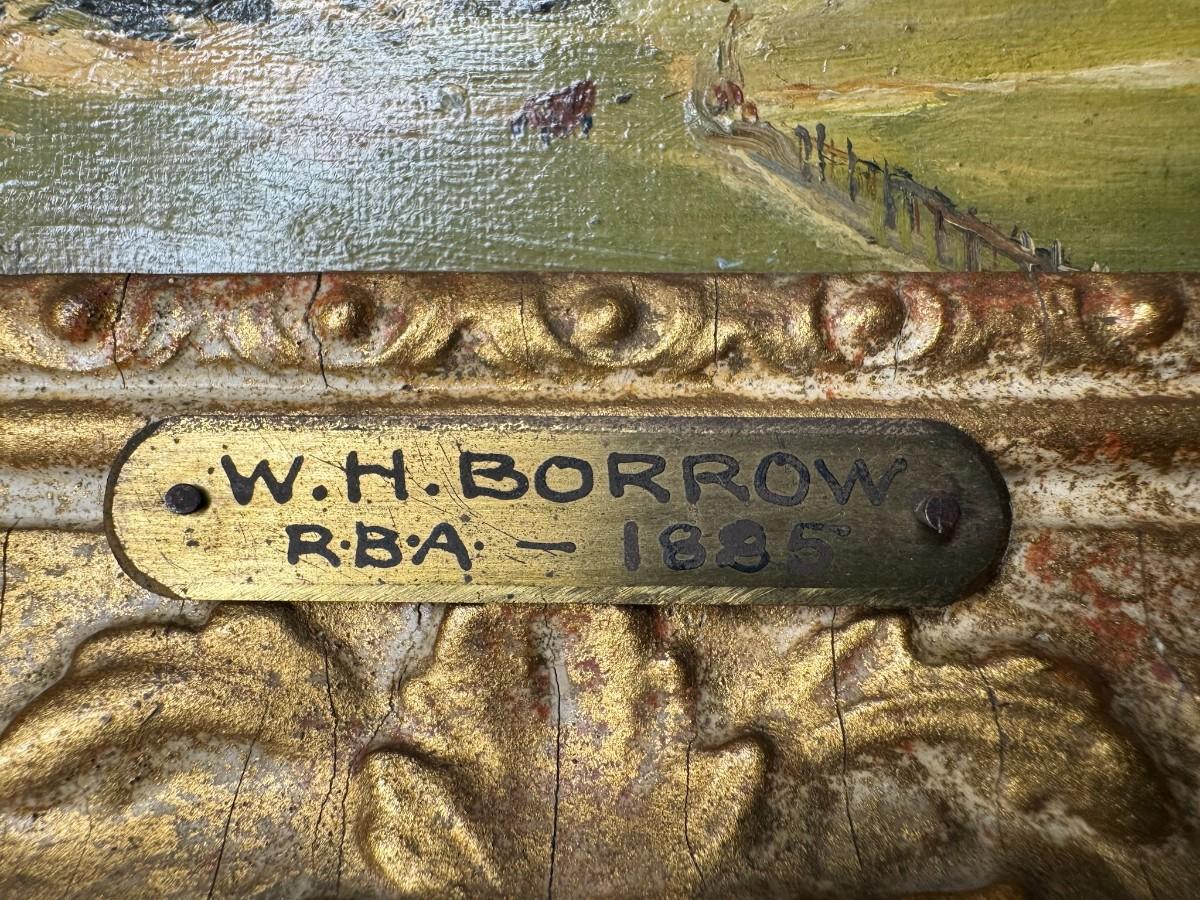 W.H. BORROW
R·B·A· — 1885